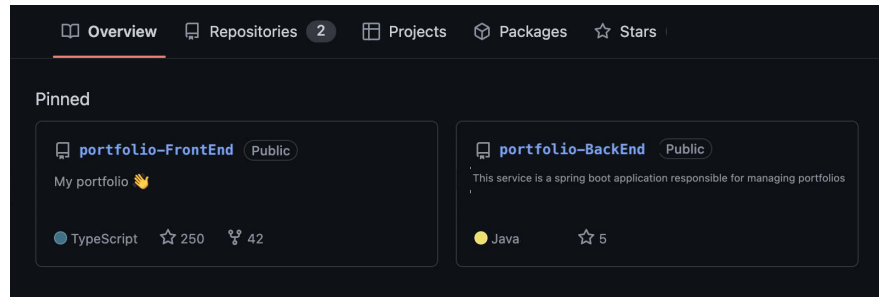 Overview Repositories 2 Projects Packages Stars
Pinned
portfolio-FrontEnd Public
My portfolio 👋
TypeScript 250 42
portfolio-BackEnd Public
This service is a spring boot application responsible for managing portfolios
Java 5